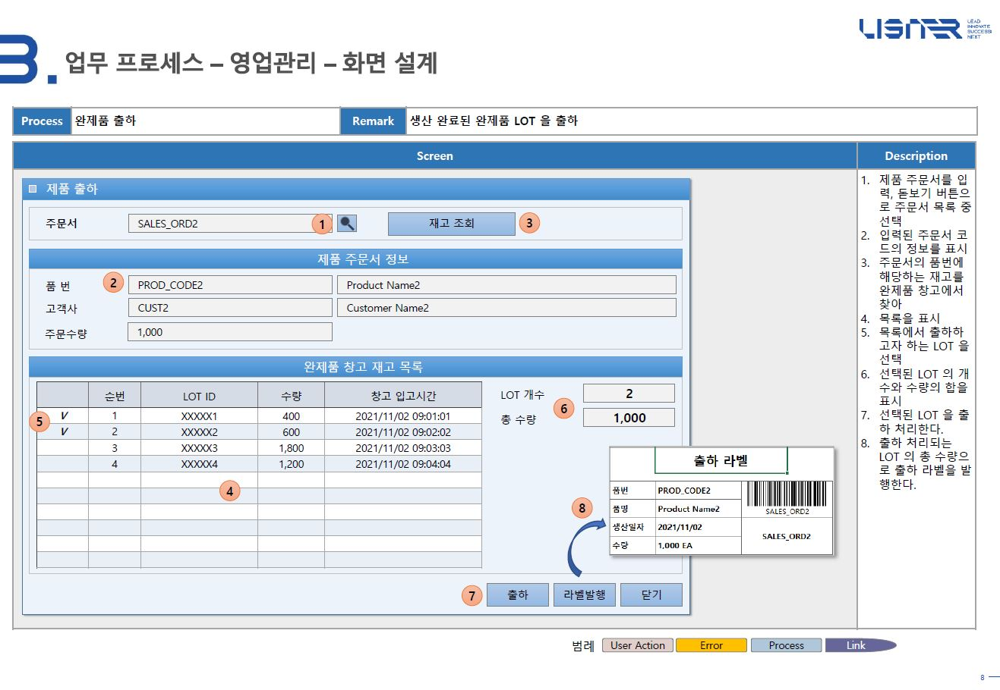 LIGNER
LEAD
INNOVATE
SUCCESS
NEXT
3.
업무 프로세스 – 영업관리 – 화면 설계
Process 완제품 출하 Remark 생산 완료된 완제품 LOT 을 출하
Screen
제품 출하
주문서 SALES_ORD2 1 재고 조회 3
제품 주문서 정보
품 번 2 PROD_CODE2 Product Name2
고객사 CUST2 Customer Name2
주문수량 1,000
완제품 창고 재고 목록
순번 LOT ID 수량 창고 입고시간
5
V 1 XXXXX1 400 2021/11/02 09:01:01
V 2 XXXXX2 600 2021/11/02 09:02:02
3 XXXXX3 1,800 2021/11/02 09:03:03
4 XXXXX4 1,200 2021/11/02 09:04:04
4
LOT 개수 2
6
총 수량 1,000
출하 라벨
품번 PROD_CODE2
품명 Product Name2
생산일자 2021/11/02
수량 1,000 EA
SALES_ORD2
SALES_ORD2
8
7 출하 라벨발행 닫기
Description
1. 제품 주문서를 입
력, 돋보기 버튼으
로 주문서 목록 중
선택
2. 입력된 주문서 코
드의 정보를 표시
3. 주문서의 품번에
해당하는 재고를
완제품 창고에서
찾아
4. 목록을 표시
5. 목록에서 출하하
고자 하는 LOT 을
선택
6. 선택된 LOT 의 개
수와 수량의 합을
표시
7. 선택된 LOT 을 출
하 처리한다.
8. 출하 처리되는
LOT 의 총 수량으
로 출하 라벨을 발
행한다.
범례 User Action Error Process Link
8